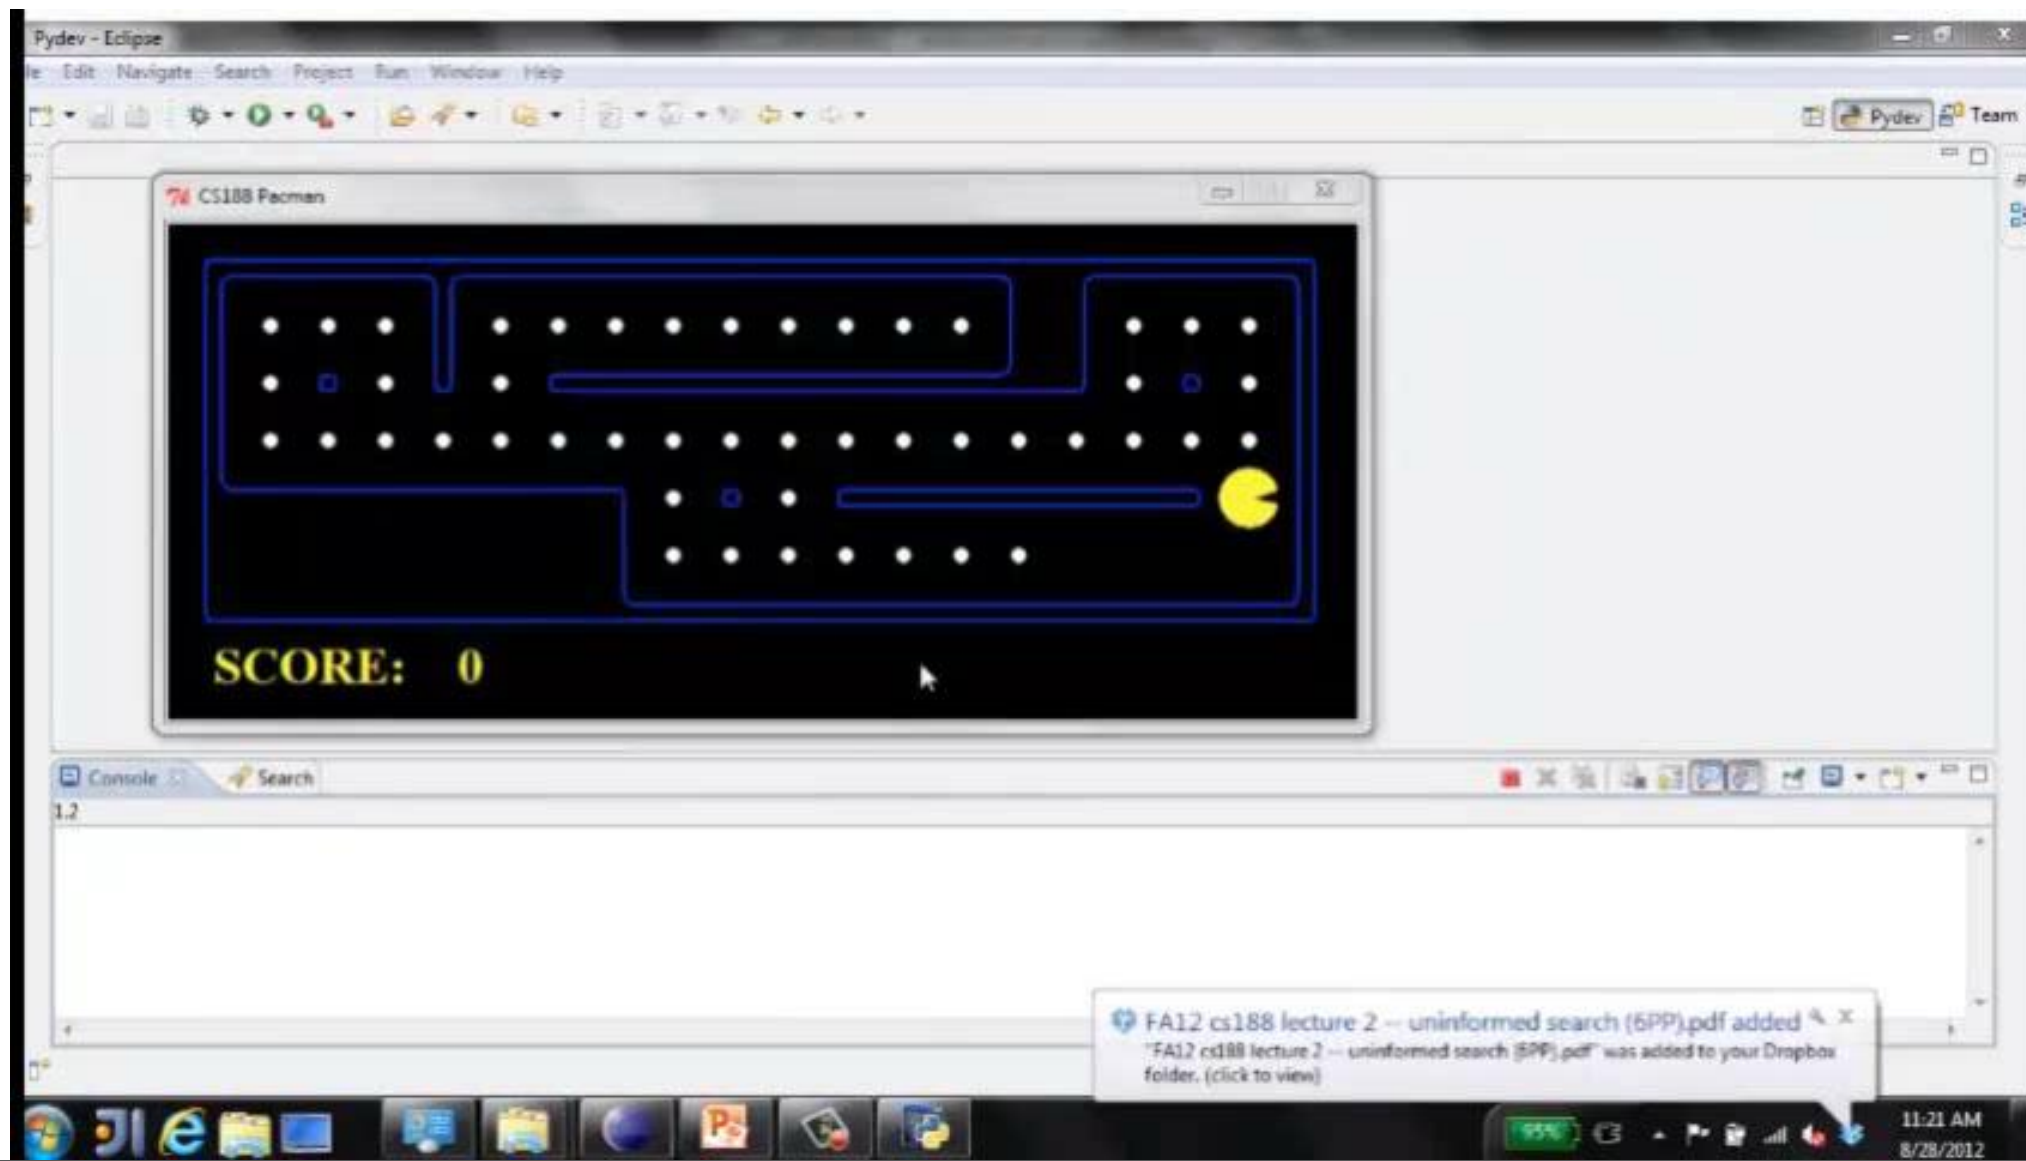 Pydev - Eclipse
le Edit Navigate Search Project Run Window Help
Pydev Team
CS188 Pacman
SCORE: 0
Console Search
1.2
FA12 cs188 lecture 2 -- uninformed search (6PP).pdf added
"FA12 cs188 lecture 2 -- uninformed search (6PP).pdf" was added to your Dropbox
folder. (click to view)
95%
11:21 AM
8/28/2012